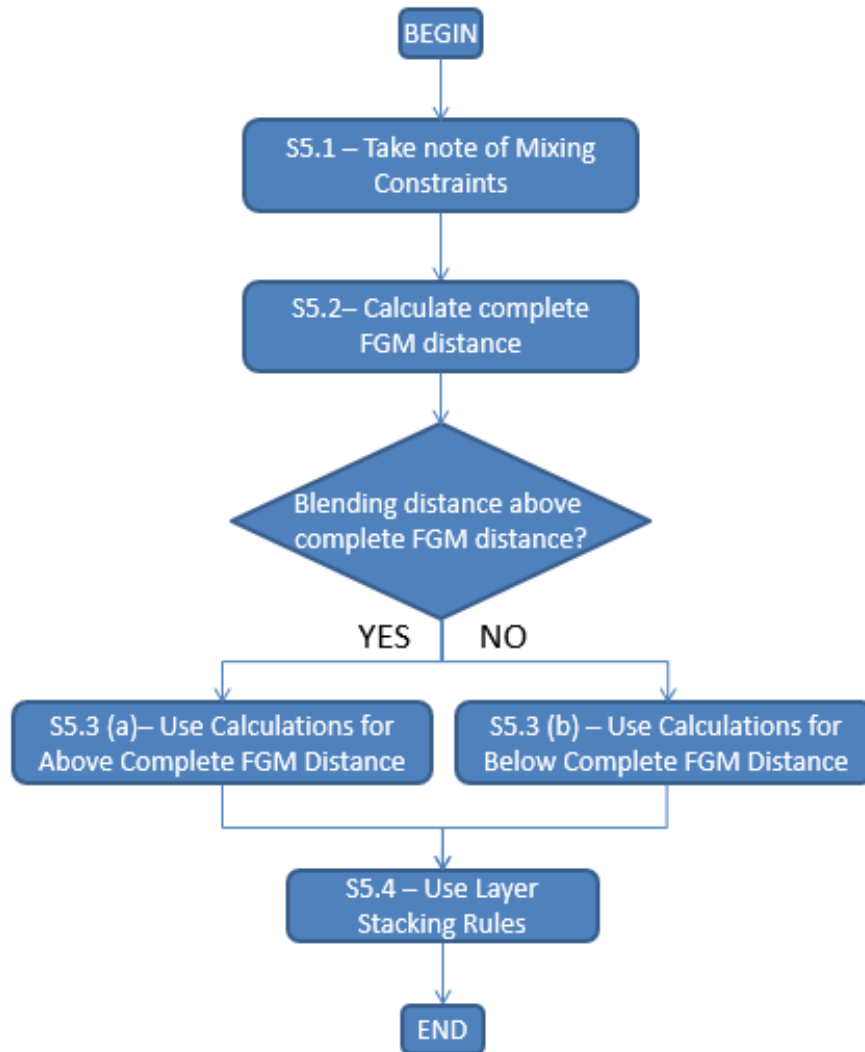 BEGIN
S5.1 – Take note of Mixing
Constraints
S5.2– Calculate complete
FGM distance
Blending distance above
complete FGM distance?
YES NO
S5.3 (a)– Use Calculations for
Above Complete FGM Distance
S5.3 (b) – Use Calculations for
Below Complete FGM Distance
S5.4 – Use Layer
Stacking Rules
END